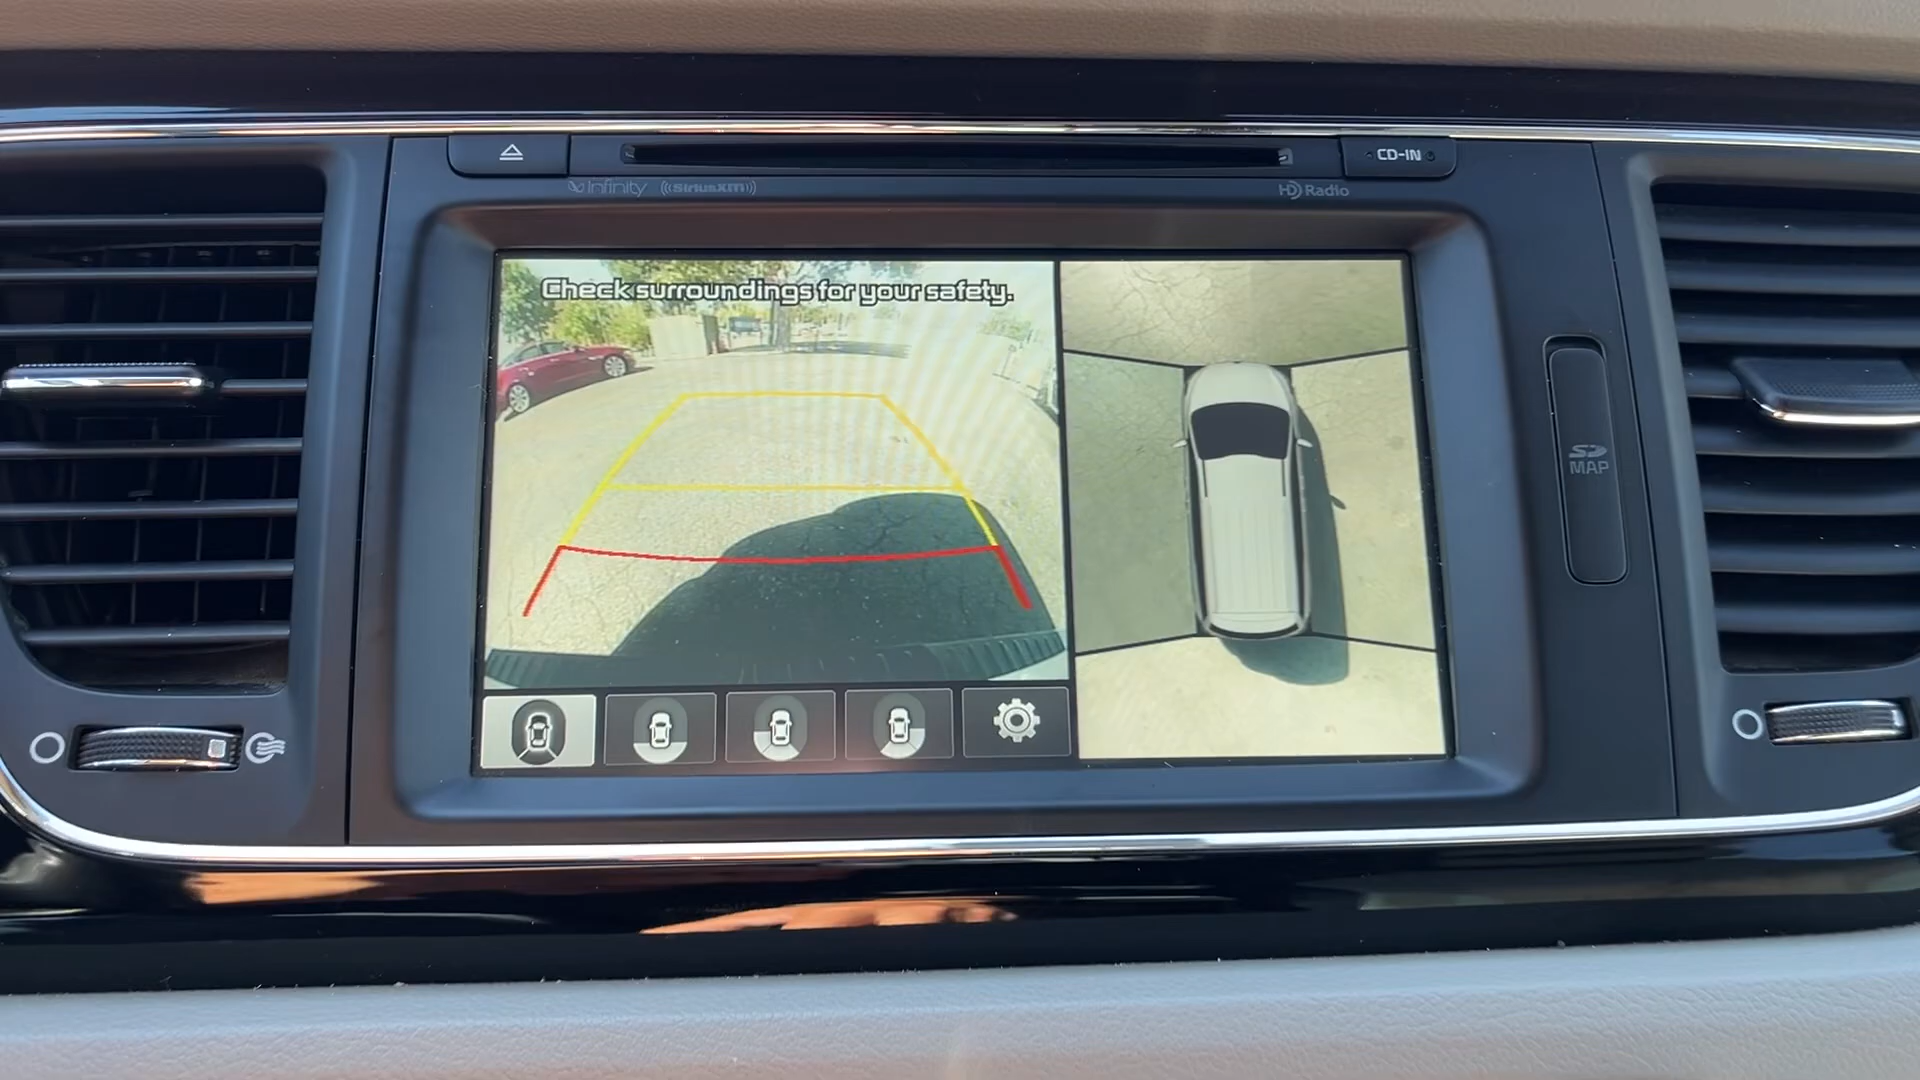 CD-IN
Infinity SiriusXM
HD Radio
Check surroundings for your safety.
SD
MAP